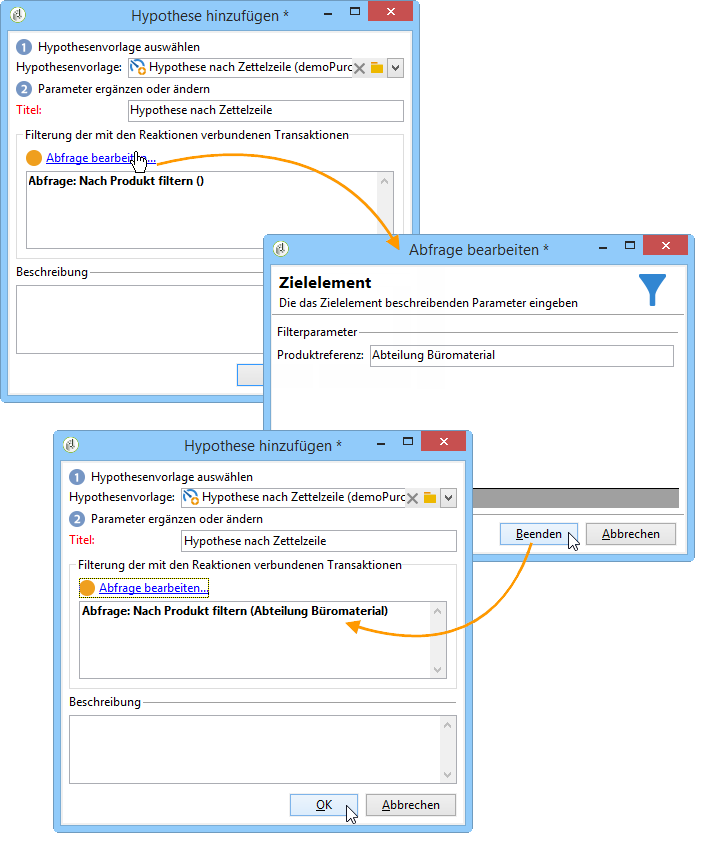 Hypothese hinzufügen *
1 Hypothesenvorlage auswählen
Hypothesenvorlage: Hypothese nach Zettelzeile (demoPurc
2 Parameter ergänzen oder ändern
Titel: Hypothese nach Zettelzeile
Filterung der mit den Reaktionen verbundenen Transaktionen
Abfrage bearbeiten...
Abfrage: Nach Produkt filtern ()
Beschreibung
Abfrage bearbeiten *
Zielelement
Die das Zielelement beschreibenden Parameter eingeben
Filterparameter
Produktreferenz: Abteilung Büromaterial
Beenden Abbrechen
Hypothese hinzufügen *
1 Hypothesenvorlage auswählen
Hypothesenvorlage: Hypothese nach Zettelzeile (demoPurc
2 Parameter ergänzen oder ändern
Titel: Hypothese nach Zettelzeile
Filterung der mit den Reaktionen verbundenen Transaktionen
Abfrage bearbeiten...
Abfrage: Nach Produkt filtern (Abteilung Büromaterial)
Beschreibung
OK Abbrechen